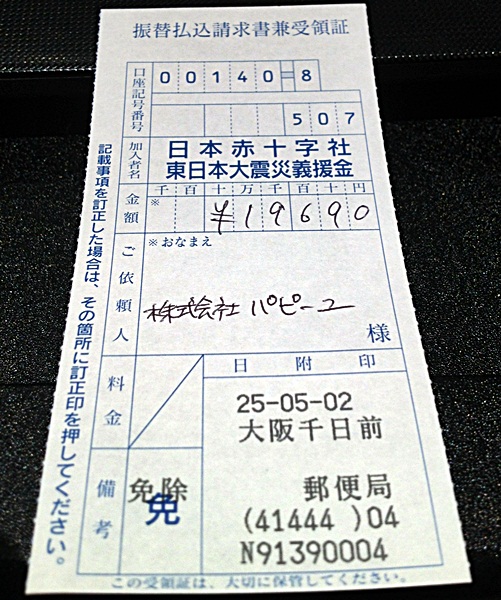 振替払込請求書兼受領証
口座記号番号
00140=8
507
加入者名
日本赤十字社
東日本大震災義援金
金額
千百十万千百十円
※
¥19690
ご依頼人
※おなまえ
株式会社パピーユ
様
料金
日附印
25-05-02
大阪千日前
備考
免除
免
郵便局
(41444 )04
N91390004
この受領証は、大切に保管してください。
記載事項を訂正した場合は、その箇所に訂正印を押してください。